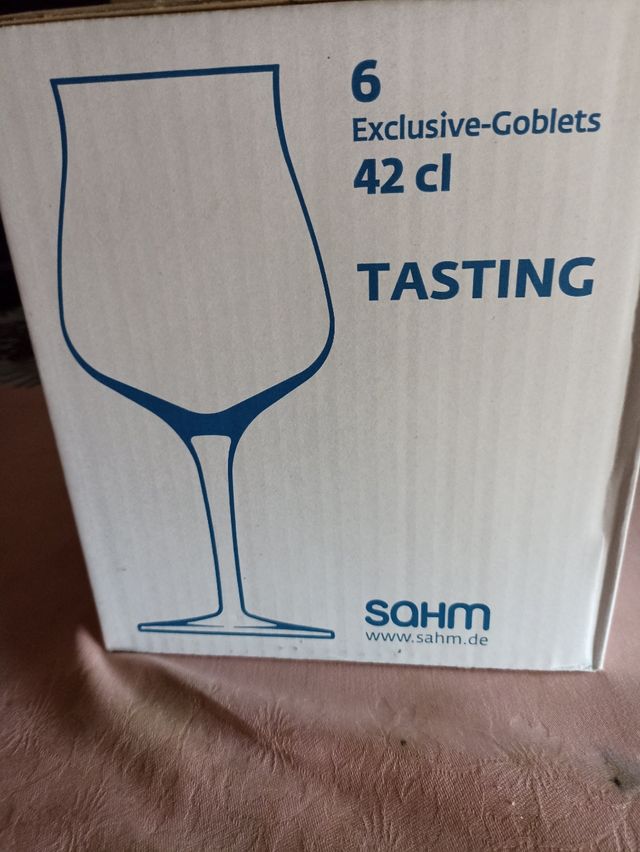 6
Exclusive-Goblets
42 cl
TASTING
sahm
www.sahm.de